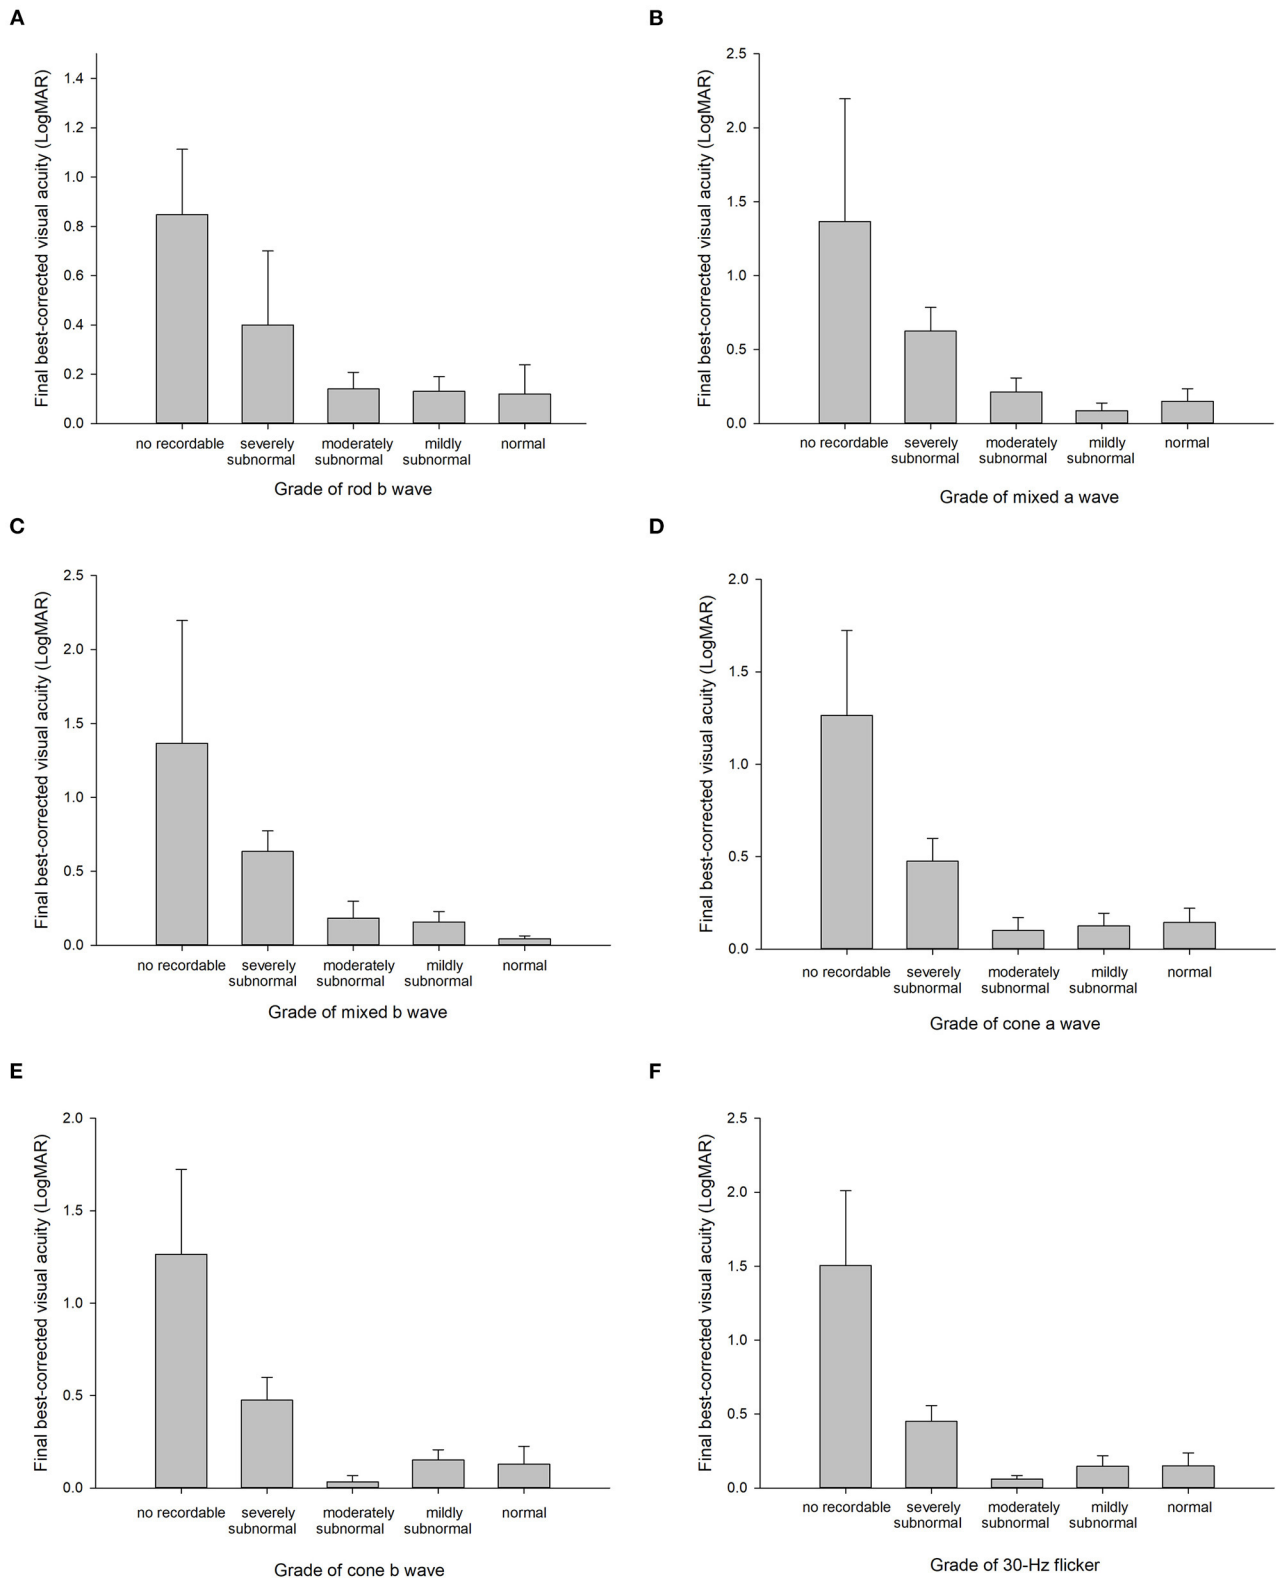 A
Final best-corrected visual acuity (LogMAR)
1.4
1.2
1.0
0.8
0.6
0.4
0.2
0.0
no recordable severely moderately mildly normal
subnormal subnormal subnormal
Grade of rod b wave
B
Final best-corrected visual acuity (LogMAR)
2.5
2.0
1.5
1.0
0.5
0.0
no recordable severely moderately mildly normal
subnormal subnormal subnormal
Grade of mixed a wave
C
Final best-corrected visual acuity (LogMAR)
2.5
2.0
1.5
1.0
0.5
0.0
no recordable severely moderately mildly normal
subnormal subnormal subnormal
Grade of mixed b wave
D
Final best-corrected visual acuity (LogMAR)
2.0
1.5
1.0
0.5
0.0
no recordable severely moderately mildly normal
subnormal subnormal subnormal
Grade of cone a wave
E
Final best-corrected visual acuity (LogMAR)
2.0
1.5
1.0
0.5
0.0
no recordable severely moderately mildly normal
subnormal subnormal subnormal
Grade of cone b wave
F
Final best-corrected visual acuity (LogMAR)
2.5
2.0
1.5
1.0
0.5
0.0
no recordable severely moderately mildly normal
subnormal subnormal subnormal
Grade of 30-Hz flicker